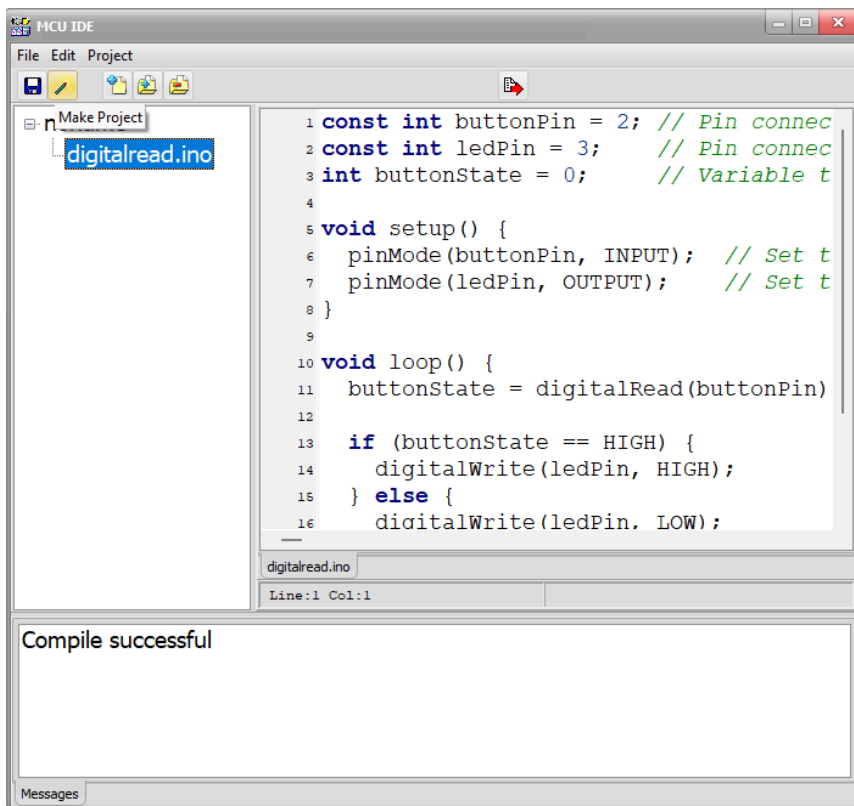 MCU IDE
File Edit Project
Make Project
digitalread.ino
1 const int buttonPin = 2; // Pin connec
2 const int ledPin = 3;    // Pin connec
3 int buttonState = 0;     // Variable t
4
5 void setup() {
6   pinMode(buttonPin, INPUT);  // Set t
7   pinMode(ledPin, OUTPUT);    // Set t
8 }
9
10 void loop() {
11   buttonState = digitalRead(buttonPin)
12
13   if (buttonState == HIGH) {
14     digitalWrite(ledPin, HIGH);
15   } else {
16     digitalWrite(ledPin, LOW);
digitalread.ino
Line:1 Col:1
Compile successful
Messages